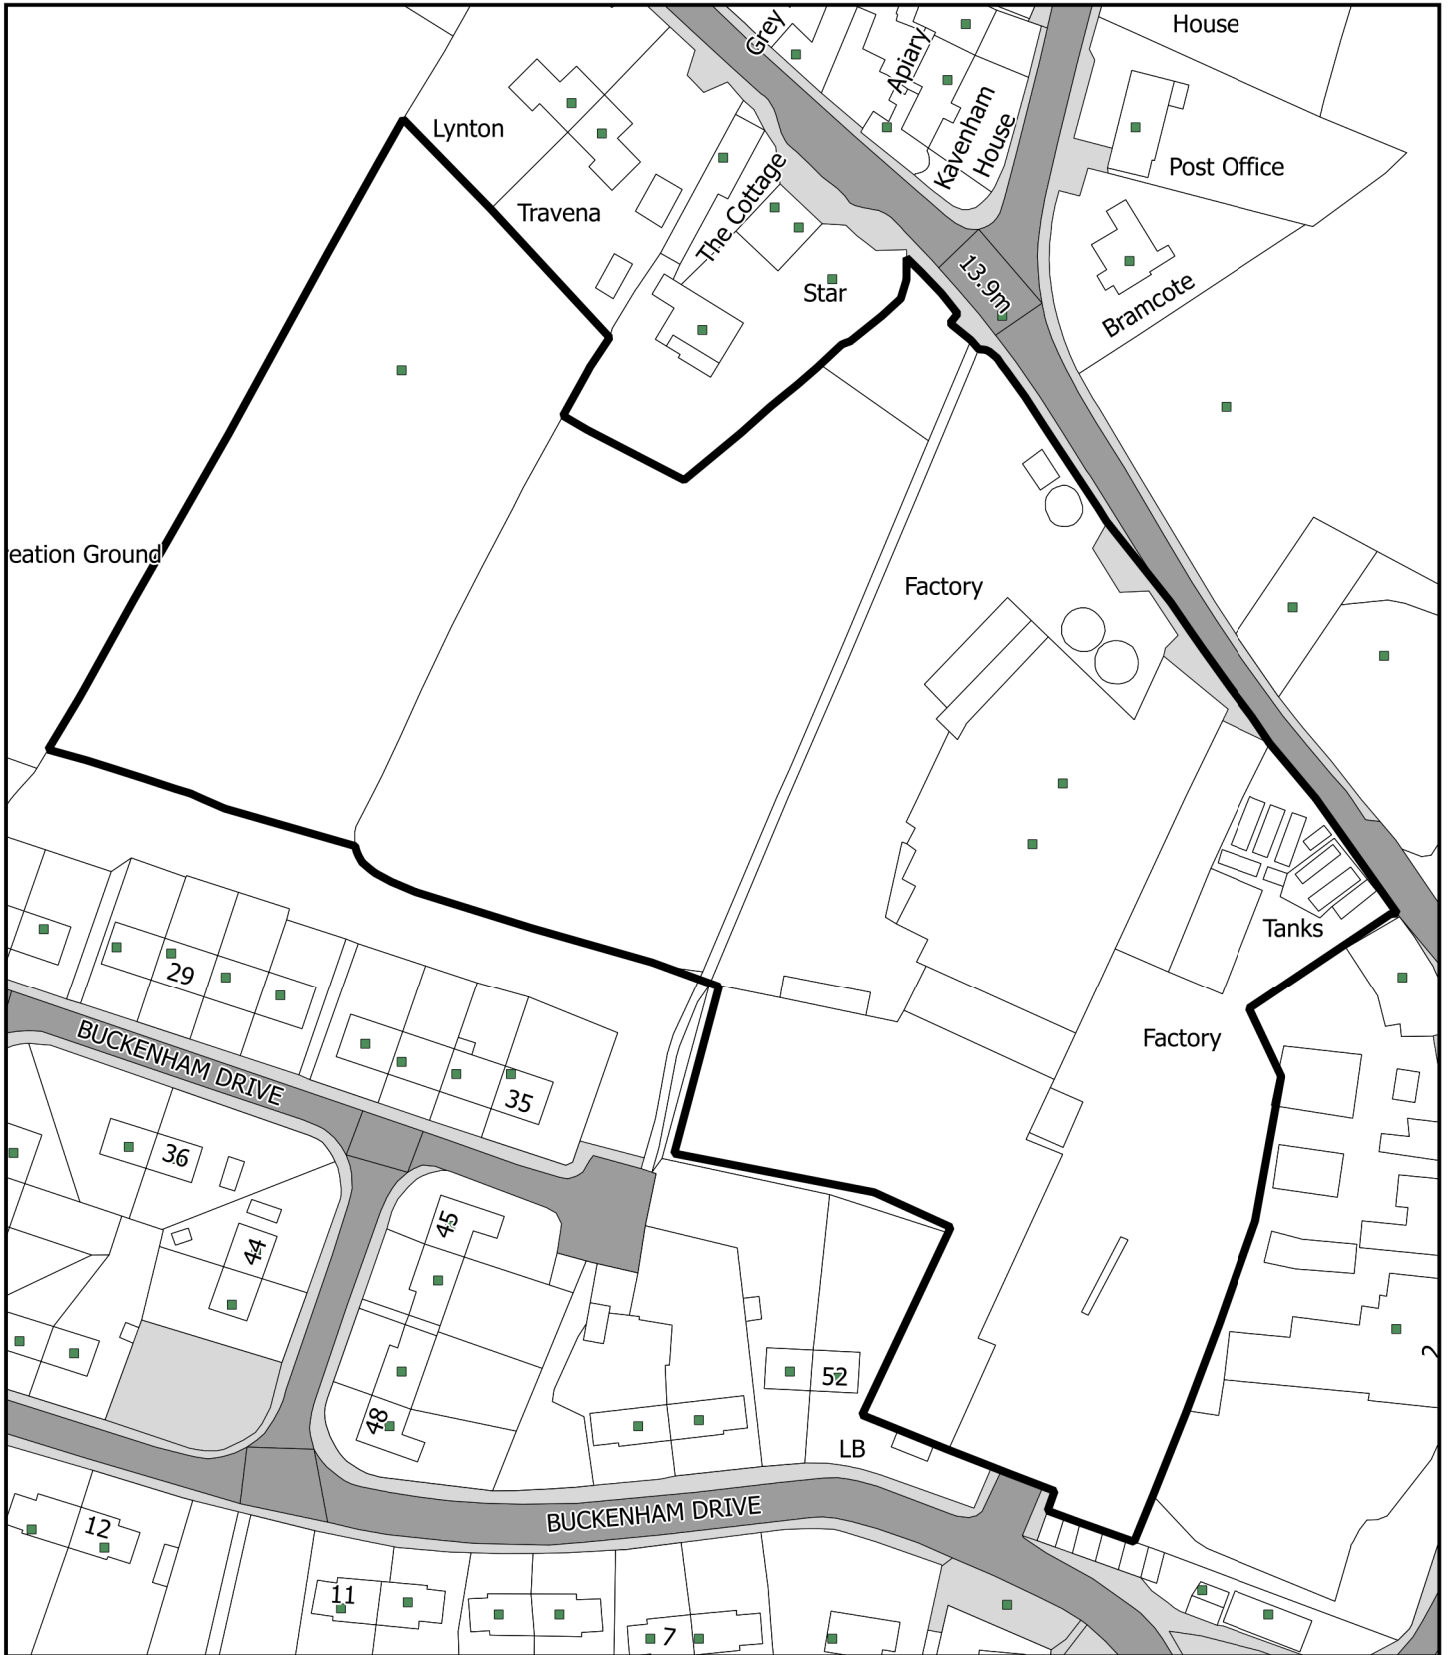 Grey
Apiary
House
Kavenham
House
Lynton
Post Office
Travena
The Cottage
13.9m
Star
Bramcote
eation Ground
Factory
Tanks
29
Factory
BUCKENHAM DRIVE
35
36
45
44
2
52
48
LB
BUCKENHAM DRIVE
12
11
7